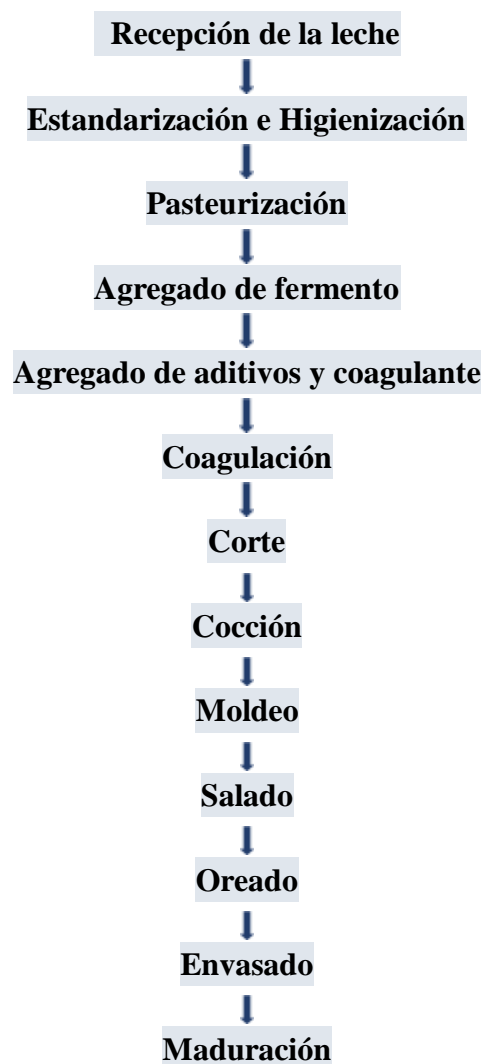 Recepción de la leche
Estandarización e Higienización
Pasteurización
Agregado de fermento
Agregado de aditivos y coagulante
Coagulación
Corte
Cocción
Moldeo
Salado
Oreado
Envasado
Maduración